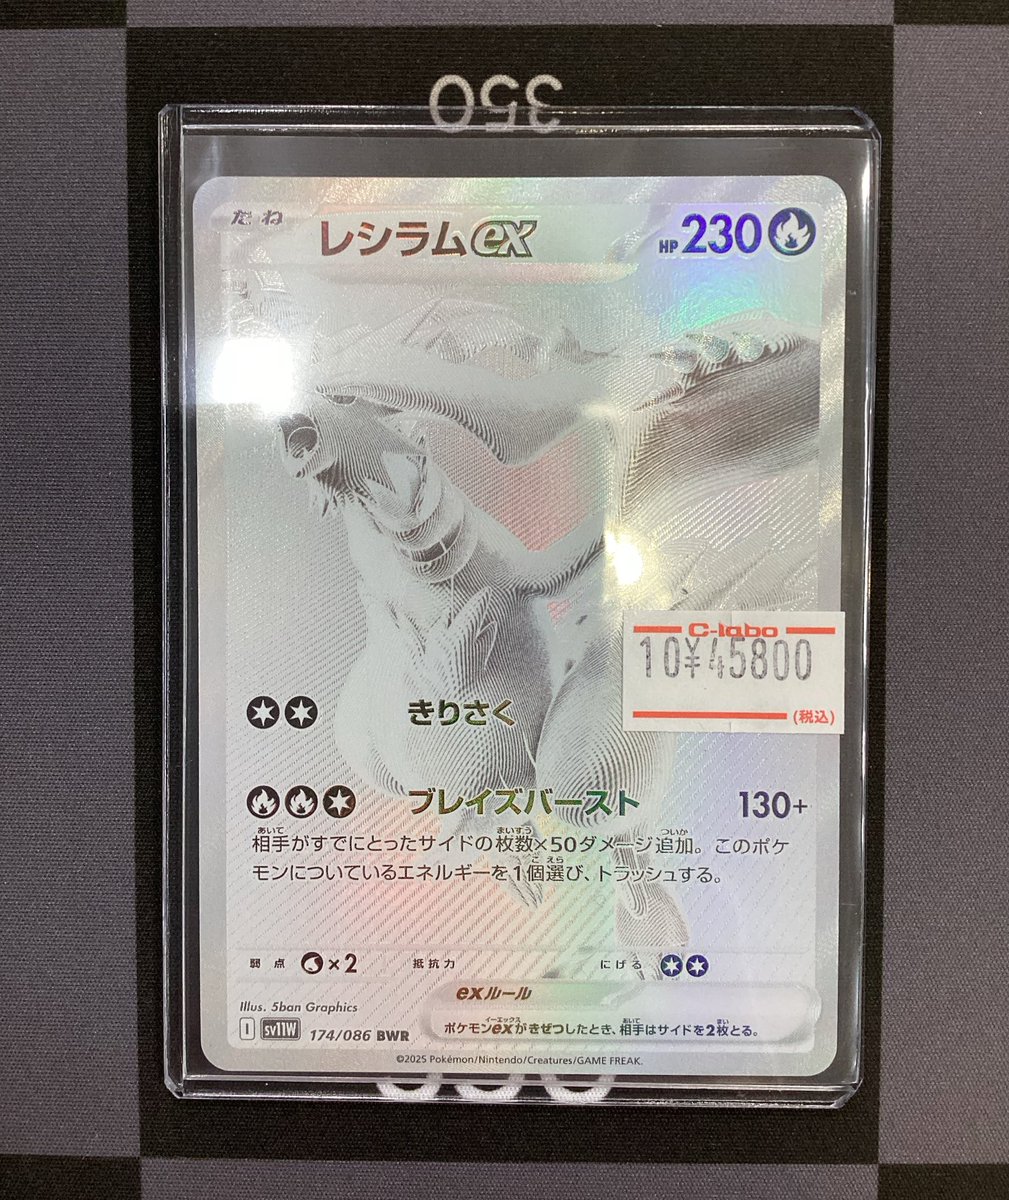 350
たね レシラムex HP 230
C-labo
10¥45800
(税込)
きりさく
ブレイズバースト 130+
相手がすでにとったサイドの枚数×50ダメージ追加。このポケ
モンについているエネルギーを1個選び、トラッシュする。
弱点 ×2 抵抗力 にげる
exルール
ポケモンexがきぜつしたとき、相手はサイドを2枚とる。
Illus. 5ban Graphics
I sv11W 174/086 BWR
©2025 Pokémon/Nintendo/Creatures/GAME FREAK.